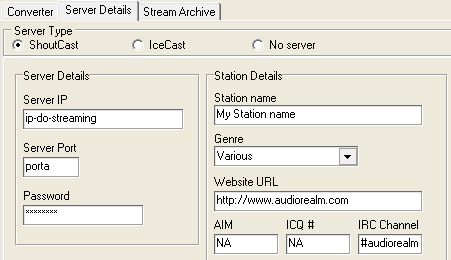 Converter Server Details Stream Archive
Server Type
ShoutCast IceCast No server
Server Details
Server IP
ip-do-streaming
Server Port
porta
Password
xxxxxxxx
Station Details
Station name
My Station name
Genre
Various
Website URL
http://www.audiorealm.com
AIM ICQ # IRC Channel
NA NA #audiorealm